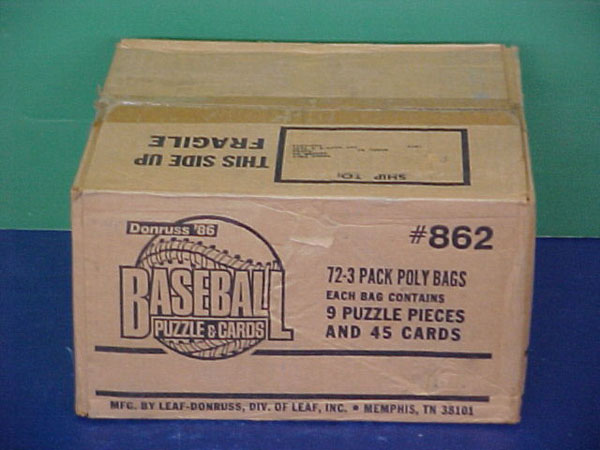 THIS SIDE UP
FRAGILE
SHIP TO:
Donruss '86
BASEBALL
PUZZLE & CARDS
#862
72-3 PACK POLY BAGS
EACH BAG CONTAINS
9 PUZZLE PIECES
AND 45 CARDS
MFG. BY LEAF-DONRUSS, DIV. OF LEAF, INC. • MEMPHIS, TN 38101